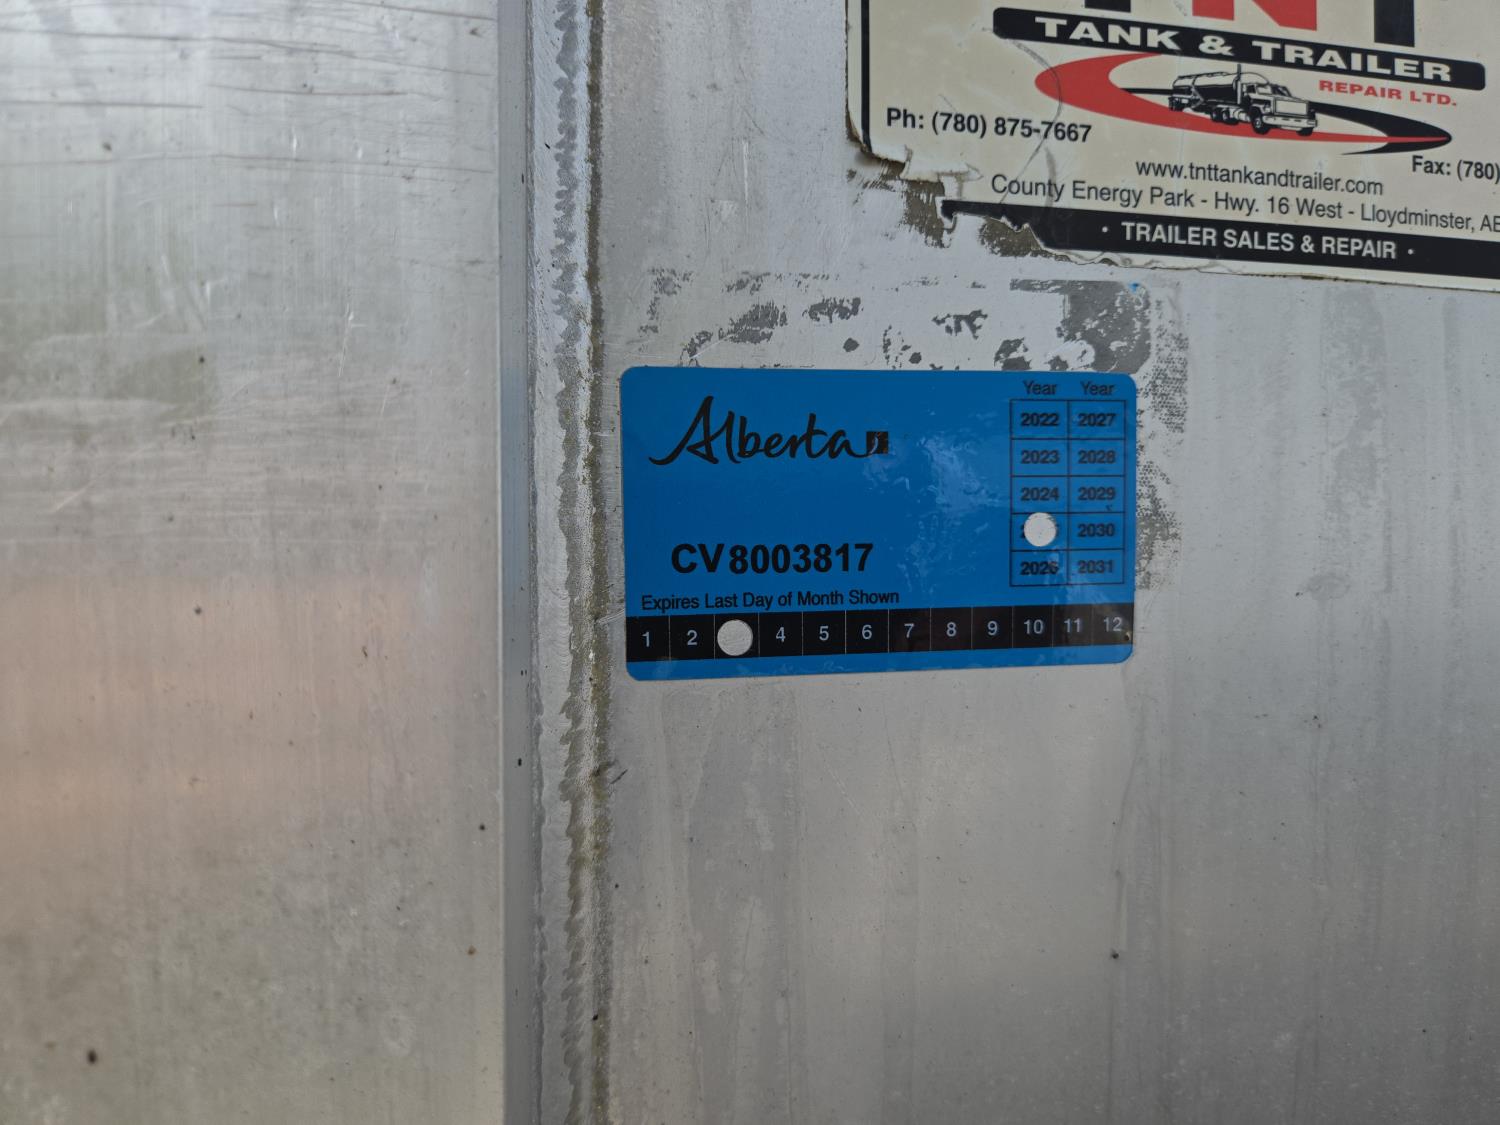 TNT
TANK & TRAILER
REPAIR LTD.
Ph: (780) 875-7667
Fax: (780)
www.tnttankandtrailer.com
County Energy Park - Hwy. 16 West - Lloydminster, AB
· TRAILER SALES & REPAIR ·
Alberta
Year Year
2022 2027
2023 2028
2024 2029
2030
2026 2031
CV8003817
Expires Last Day of Month Shown
1 2 4 5 6 7 8 9 10 11 12